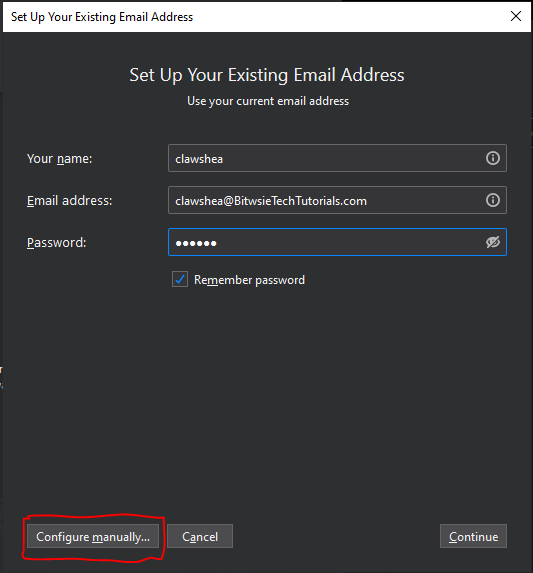 Set Up Your Existing Email Address
Set Up Your Existing Email Address
Use your current email address
Your name:
clawshea
Email address:
clawshea@BitwsieTechTutorials.com
Password:
••••••
Remember password
Configure manually...
Cancel
Continue